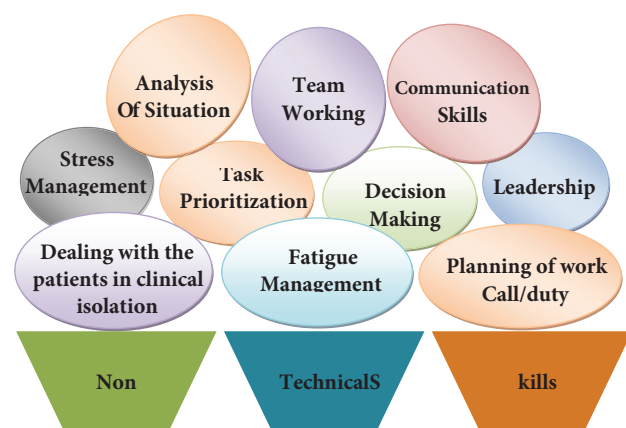 Analysis
Of Situation
Team
Working
Communication
Skills
Stress
Management
Task
Prioritization
Decision
Making
Leadership
Dealing with the
patients in clinical
isolation
Fatigue
Management
Planning of work
Call/duty
Non
TechnicalS
kills